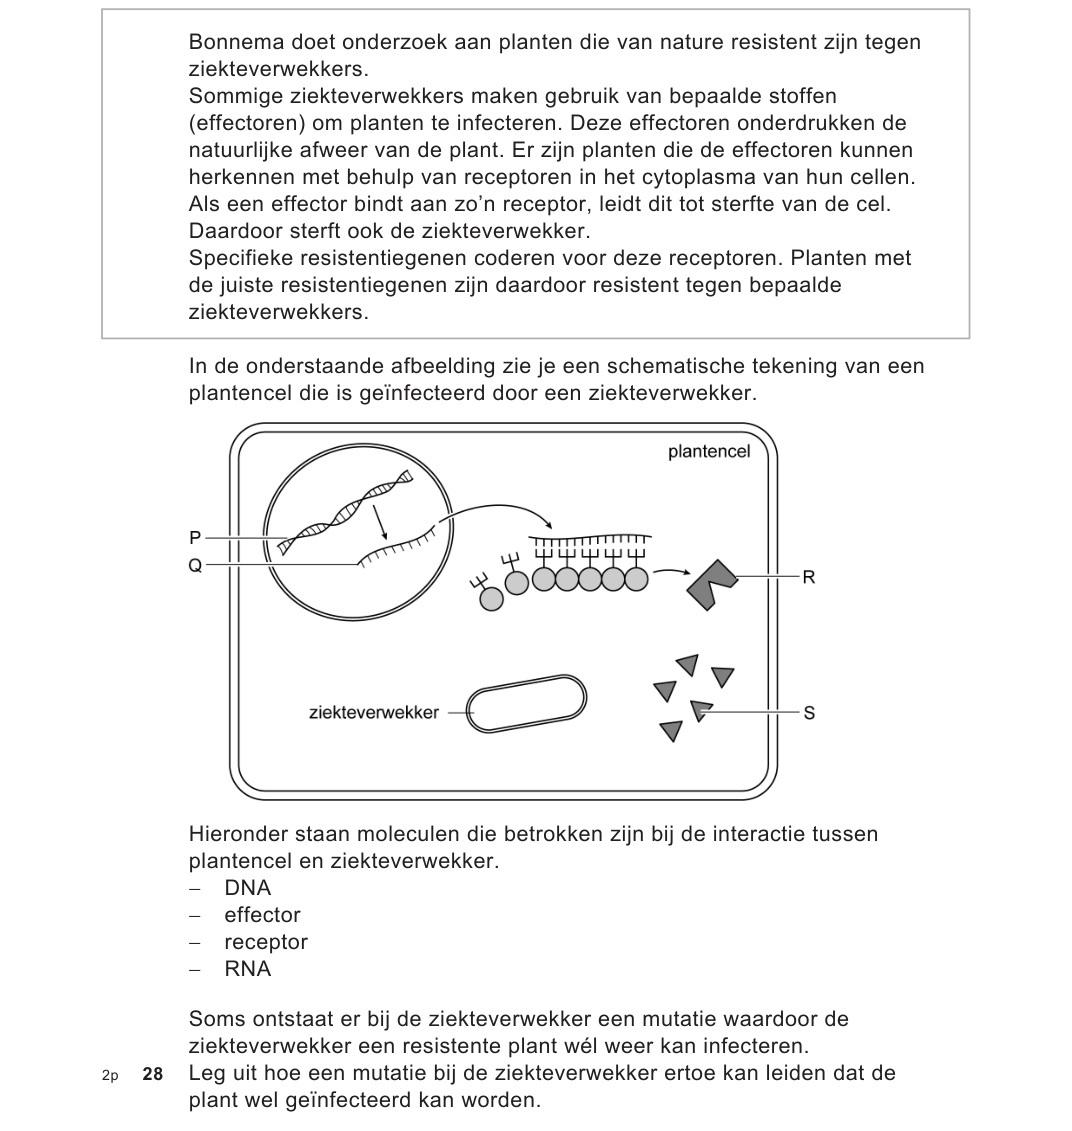 Bonnema doet onderzoek aan planten die van nature resistent zijn tegen
ziekteverwekkers.
Sommige ziekteverwekkers maken gebruik van bepaalde stoffen
(effectoren) om planten te infecteren. Deze effectoren onderdrukken de
natuurlijke afweer van de plant. Er zijn planten die de effectoren kunnen
herkennen met behulp van receptoren in het cytoplasma van hun cellen.
Als een effector bindt aan zo’n receptor, leidt dit tot sterfte van de cel.
Daardoor sterft ook de ziekteverwekker.
Specifieke resistentiegenen coderen voor deze receptoren. Planten met
de juiste resistentiegenen zijn daardoor resistent tegen bepaalde
ziekteverwekkers.
In de onderstaande afbeelding zie je een schematische tekening van een
plantencel die is geïnfecteerd door een ziekteverwekker.
plantencel
P
Q
R
ziekteverwekker
S
Hieronder staan moleculen die betrokken zijn bij de interactie tussen
plantencel en ziekteverwekker.
– DNA
– effector
– receptor
– RNA
Soms ontstaat er bij de ziekteverwekker een mutatie waardoor de
ziekteverwekker een resistente plant wél weer kan infecteren.
2p 28 Leg uit hoe een mutatie bij de ziekteverwekker ertoe kan leiden dat de
plant wel geïnfecteerd kan worden.